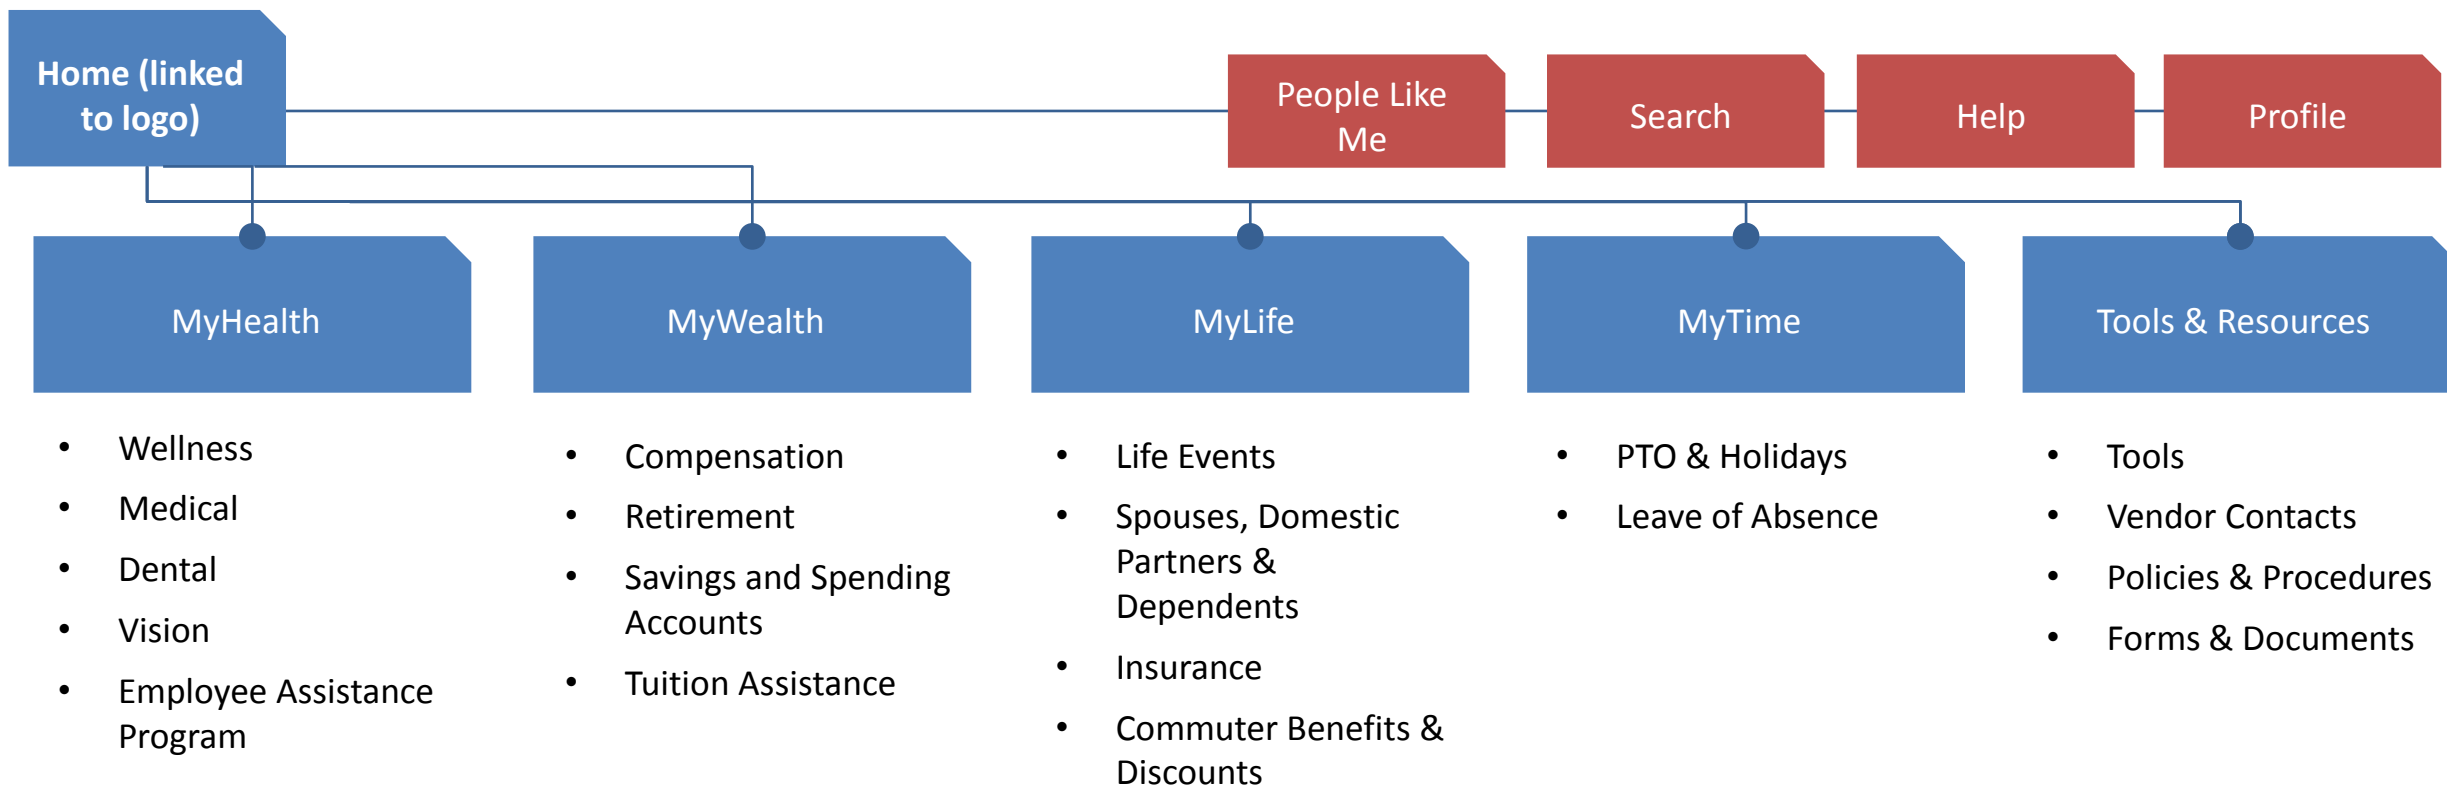 Home (linked
to logo)
People Like
Me
Search
Help
Profile
MyHealth
MyWealth
MyLife
MyTime
Tools & Resources
• Wellness
• Medical
• Dental
• Vision
• Employee Assistance
Program
• Compensation
• Retirement
• Savings and Spending
Accounts
• Tuition Assistance
• Life Events
• Spouses, Domestic
Partners &
Dependents
• Insurance
• Commuter Benefits &
Discounts
• PTO & Holidays
• Leave of Absence
• Tools
• Vendor Contacts
• Policies & Procedures
• Forms & Documents